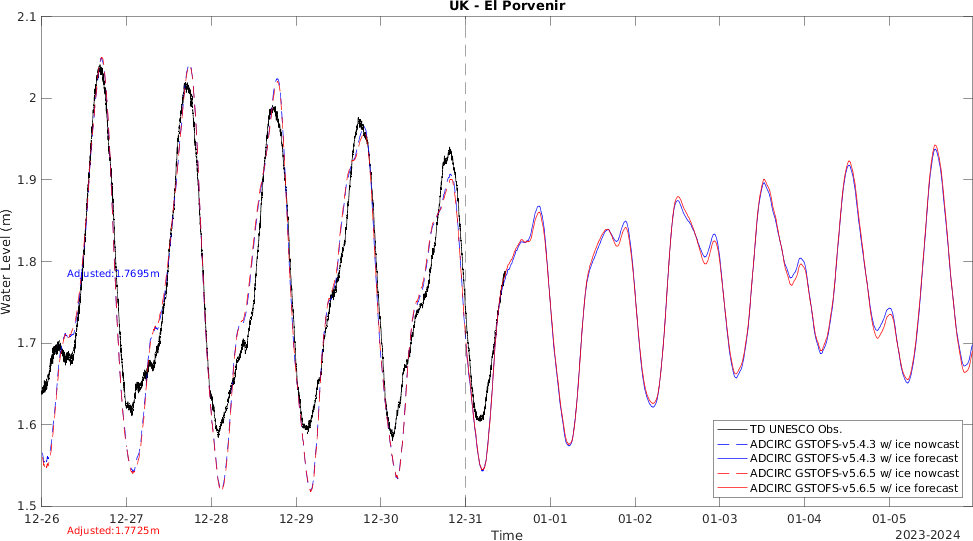 UK - El Porvenir
2.1
2
1.9
1.8
1.7
1.6
1.5
Water Level (m)
Adjusted:1.7695m
Adjusted:1.7725m
TD UNESCO Obs.
ADCIRC GSTOFS-v5.4.3 w/ ice nowcast
ADCIRC GSTOFS-v5.4.3 w/ ice forecast
ADCIRC GSTOFS-v5.6.5 w/ ice nowcast
ADCIRC GSTOFS-v5.6.5 w/ ice forecast
12-26 12-27 12-28 12-29 12-30 12-31 01-01 01-02 01-03 01-04 01-05
Time
2023-2024